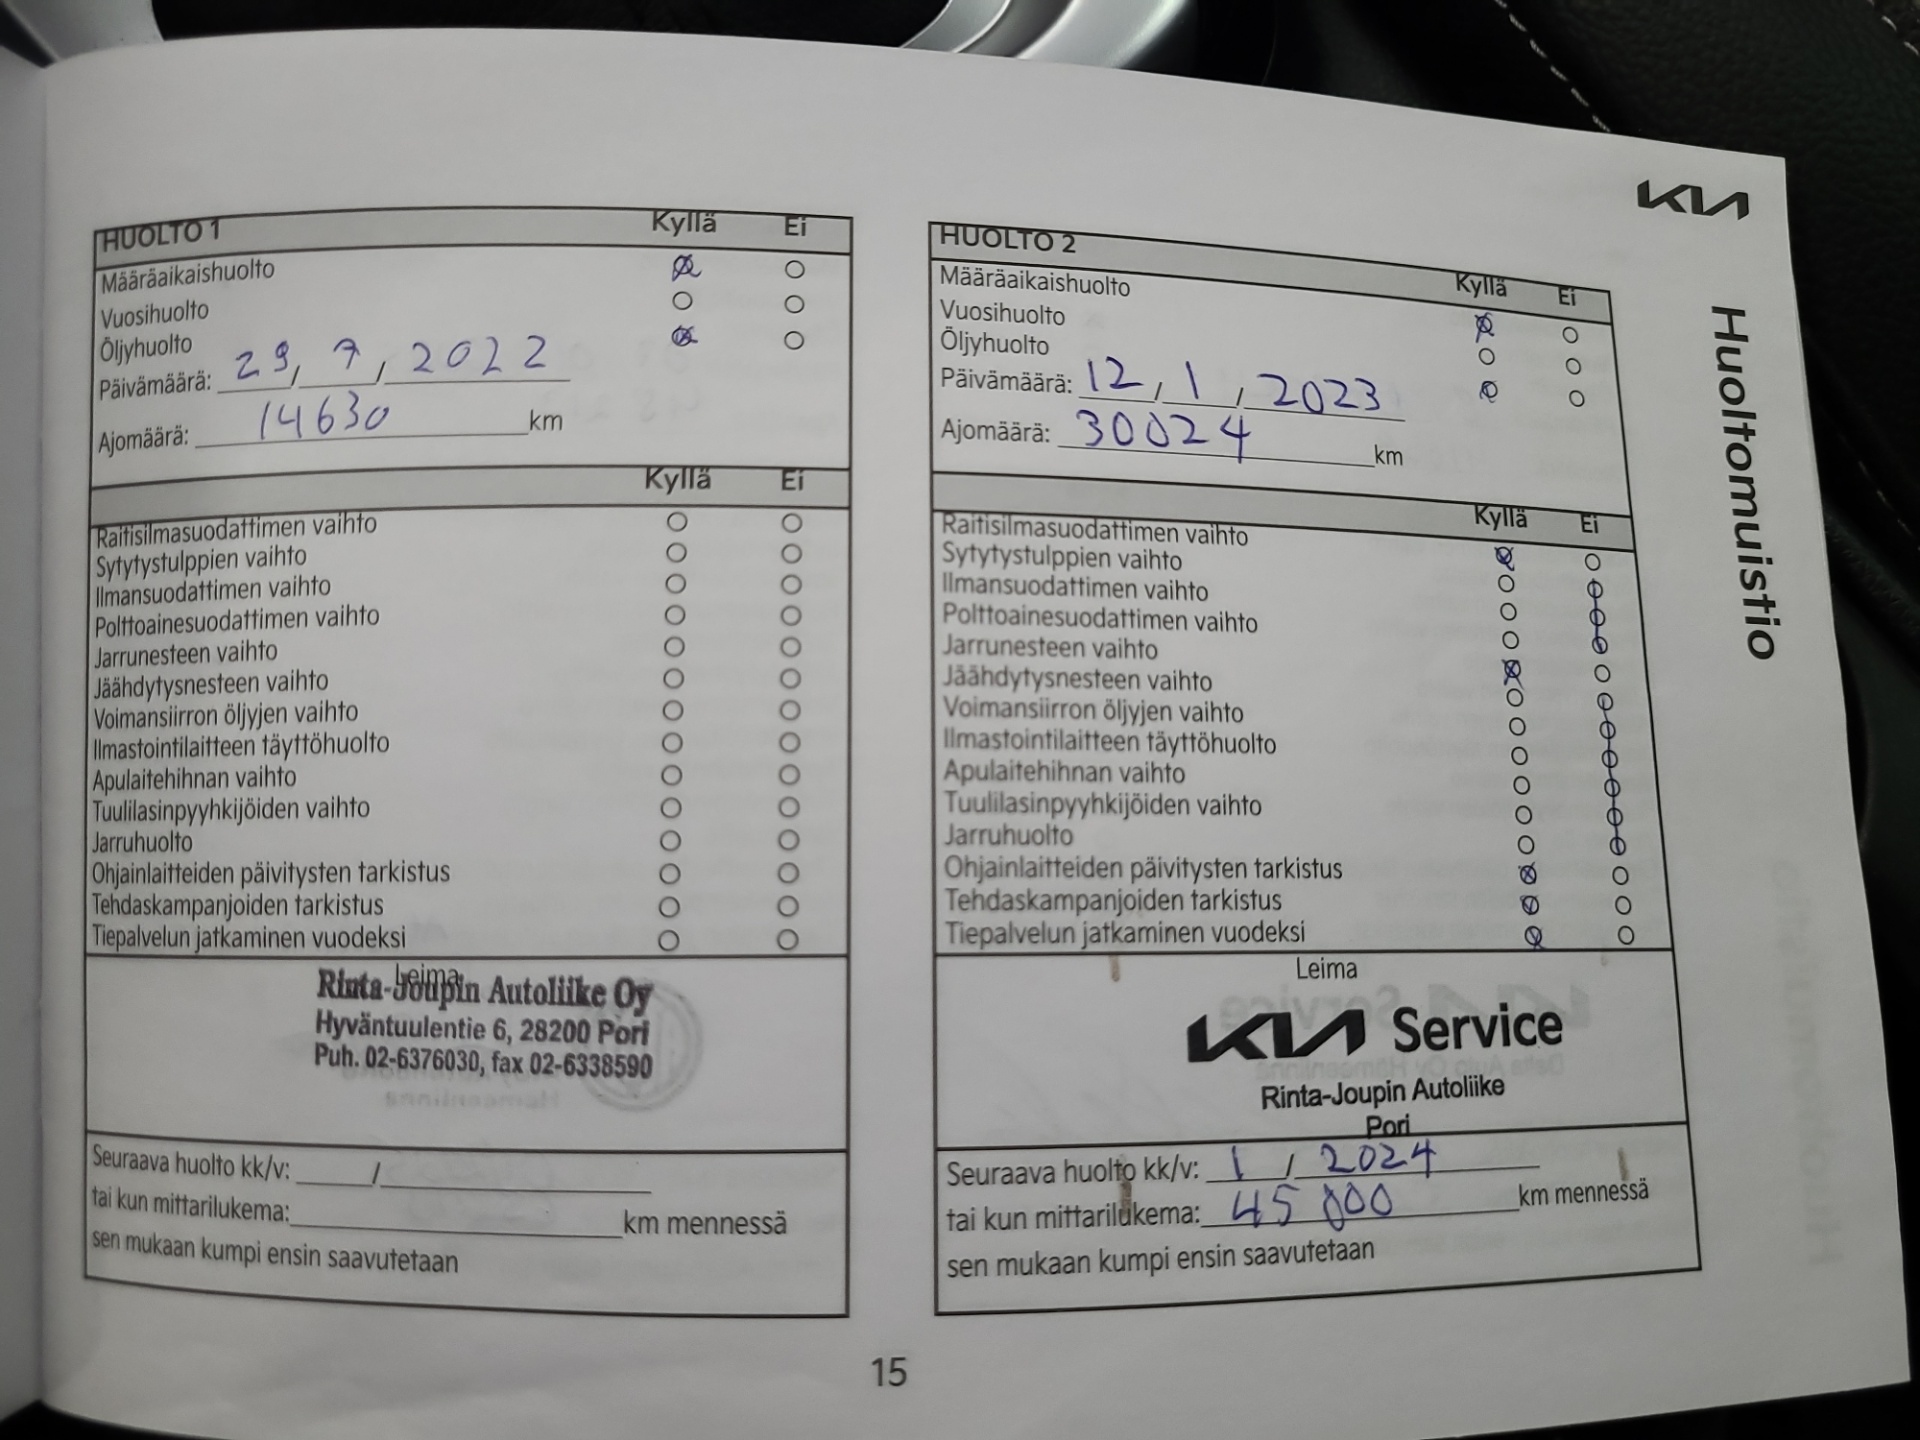 KIA
Huoltomuistio
HUOLTO 1 Kyllä Ei
Määräaikaishuolto
Vuosihuolto
Öljyhuolto
Päivämäärä: 29, 7, 2022
Ajomäärä: 14630 km
Kyllä Ei
Raitisilmasuodattimen vaihto
Sytytystulppien vaihto
Ilmansuodattimen vaihto
Polttoainesuodattimen vaihto
Jarrunesteen vaihto
Jäähdytysnesteen vaihto
Voimansiirron öljyjen vaihto
Ilmastointilaitteen täyttöhuolto
Apulaitehihnan vaihto
Tuulilasinpyyhkijöiden vaihto
Jarruhuolto
Ohjainlaitteiden päivitysten tarkistus
Tehdaskampanjoiden tarkistus
Tiepalvelun jatkaminen vuodeksi
Leima
Rinta-Joupin Autoliike Oy
Hyväntuulentie 6, 28200 Pori
Puh. 02-6376030, fax 02-6338590
Seuraava huolto kk/v: /
tai kun mittarilukema: km mennessä
sen mukaan kumpi ensin saavutetaan
HUOLTO 2 Kyllä Ei
Määräaikaishuolto
Vuosihuolto
Öljyhuolto
Päivämäärä: 12, 1, 2023
Ajomäärä: 30024 km
Kyllä Ei
Raitisilmasuodattimen vaihto
Sytytystulppien vaihto
Ilmansuodattimen vaihto
Polttoainesuodattimen vaihto
Jarrunesteen vaihto
Jäähdytysnesteen vaihto
Voimansiirron öljyjen vaihto
Ilmastointilaitteen täyttöhuolto
Apulaitehihnan vaihto
Tuulilasinpyyhkijöiden vaihto
Jarruhuolto
Ohjainlaitteiden päivitysten tarkistus
Tehdaskampanjoiden tarkistus
Tiepalvelun jatkaminen vuodeksi
Leima
KIA Service
Rinta-Joupin Autoliike
Pori
Seuraava huolto kk/v: 1 / 2024
tai kun mittarilukema: 45 000 km mennessä
sen mukaan kumpi ensin saavutetaan
15